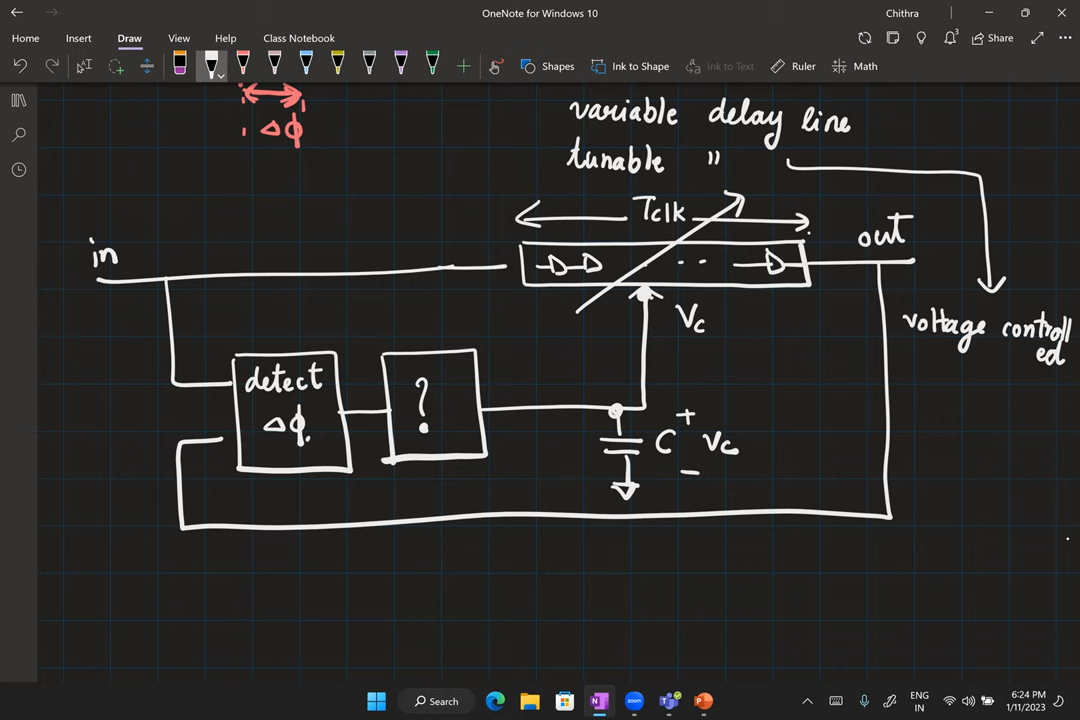 OneNote for Windows 10
Chithra
Home Insert Draw View Help Class Notebook
Share
Shapes Ink to Shape Ink to Text Ruler Math
Δϕ
variable delay line
tunable "
Tclk
in
out
Vc
voltage controll
ed
detect
Δϕ
?
C + Vc -
Search
ENG
IN
6:24 PM
1/11/2023